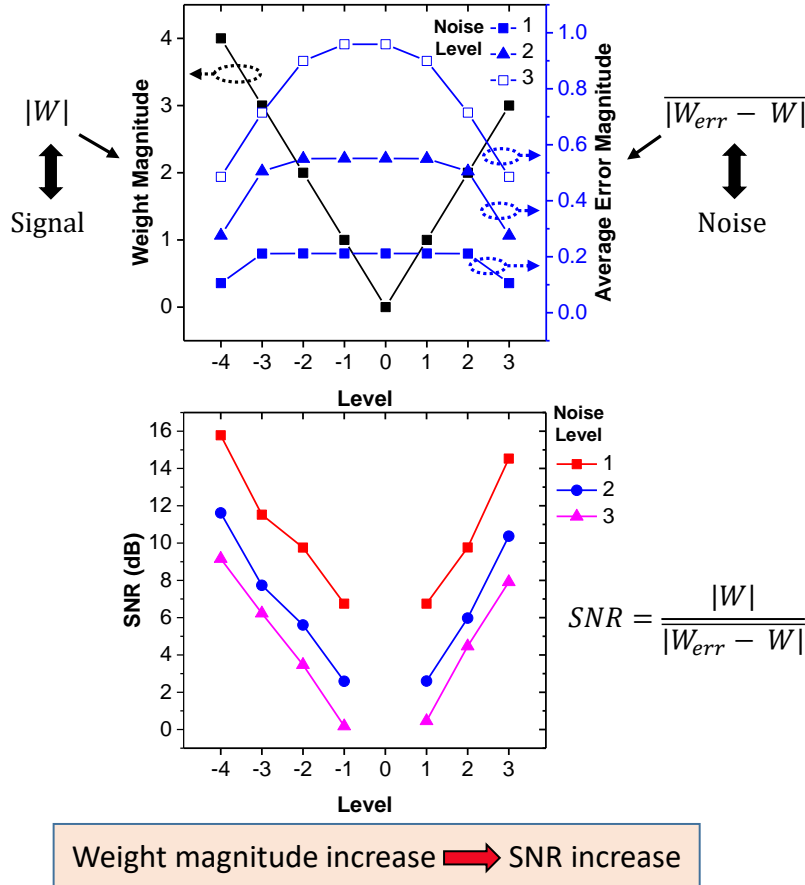 Noise
Level
1
2
3
4
3
2
1
0
Weight Magnitude
1.0
0.8
0.6
0.4
0.2
0.0
Average Error Magnitude
-4 -3 -2 -1 0 1 2 3
Level
|W|
Signal
|W_err − W|
Noise
Noise
Level
1
2
3
16
14
12
10
8
6
4
2
0
SNR (dB)
-4 -3 -2 -1 0 1 2 3
Level
SNR = |W| / |W_err − W|
Weight magnitude increase SNR increase